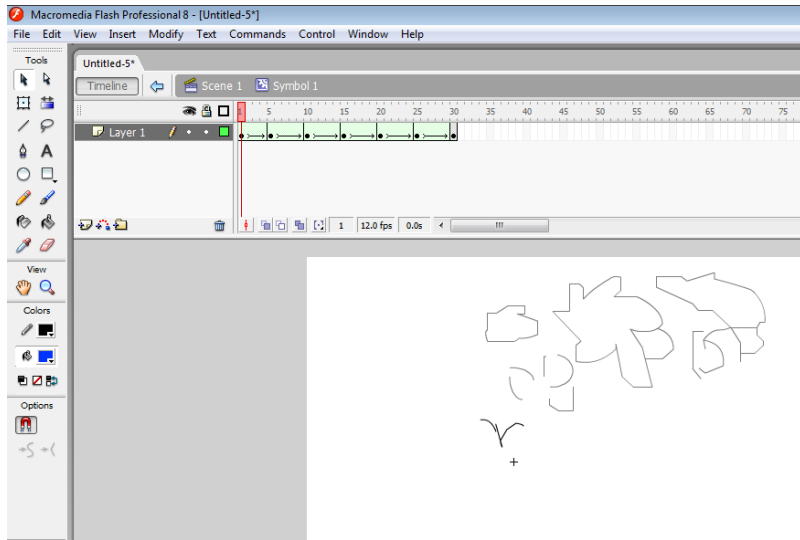 Macromedia Flash Professional 8 - [Untitled-5*]
File Edit View Insert Modify Text Commands Control Window Help
Tools
Untitled-5*
Timeline Scene 1 Symbol 1
1 5 10 15 20 25 30 35 40 45 50 55 60 65 70 75
Layer 1
A
1 12.0 fps 0.0s
View
Colors
Options